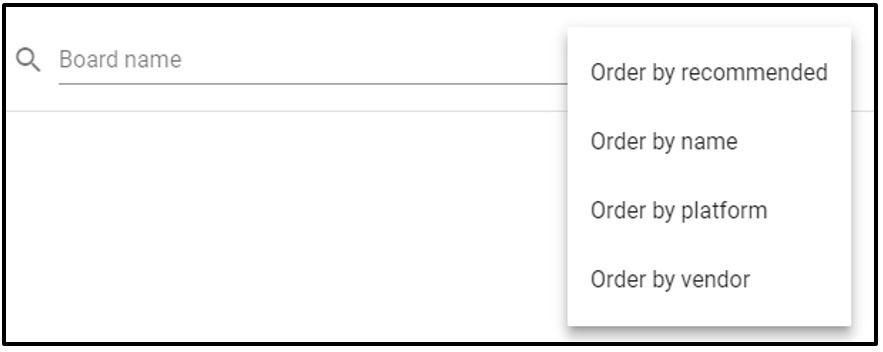 Board name
Order by recommended
Order by name
Order by platform
Order by vendor